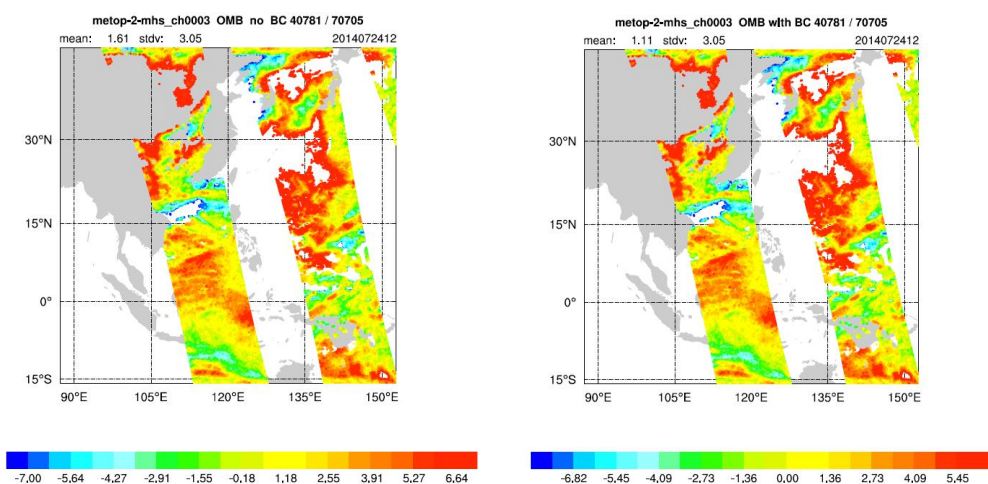 metop-2-mhs_ch0003 OMB no BC 40781 / 70705
mean: 1.61 stdv: 3.05 2014072412
30°N
15°N
0°
15°S
90°E 105°E 120°E 135°E 150°E
-7.00 -5.64 -4.27 -2.91 -1.55 -0.18 1.18 2.55 3.91 5.27 6.64
metop-2-mhs_ch0003 OMB with BC 40781 / 70705
mean: 1.11 stdv: 3.05 2014072412
30°N
15°N
0°
15°S
90°E 105°E 120°E 135°E 150°E
-6.82 -5.45 -4.09 -2.73 -1.36 0.00 1.36 2.73 4.09 5.45